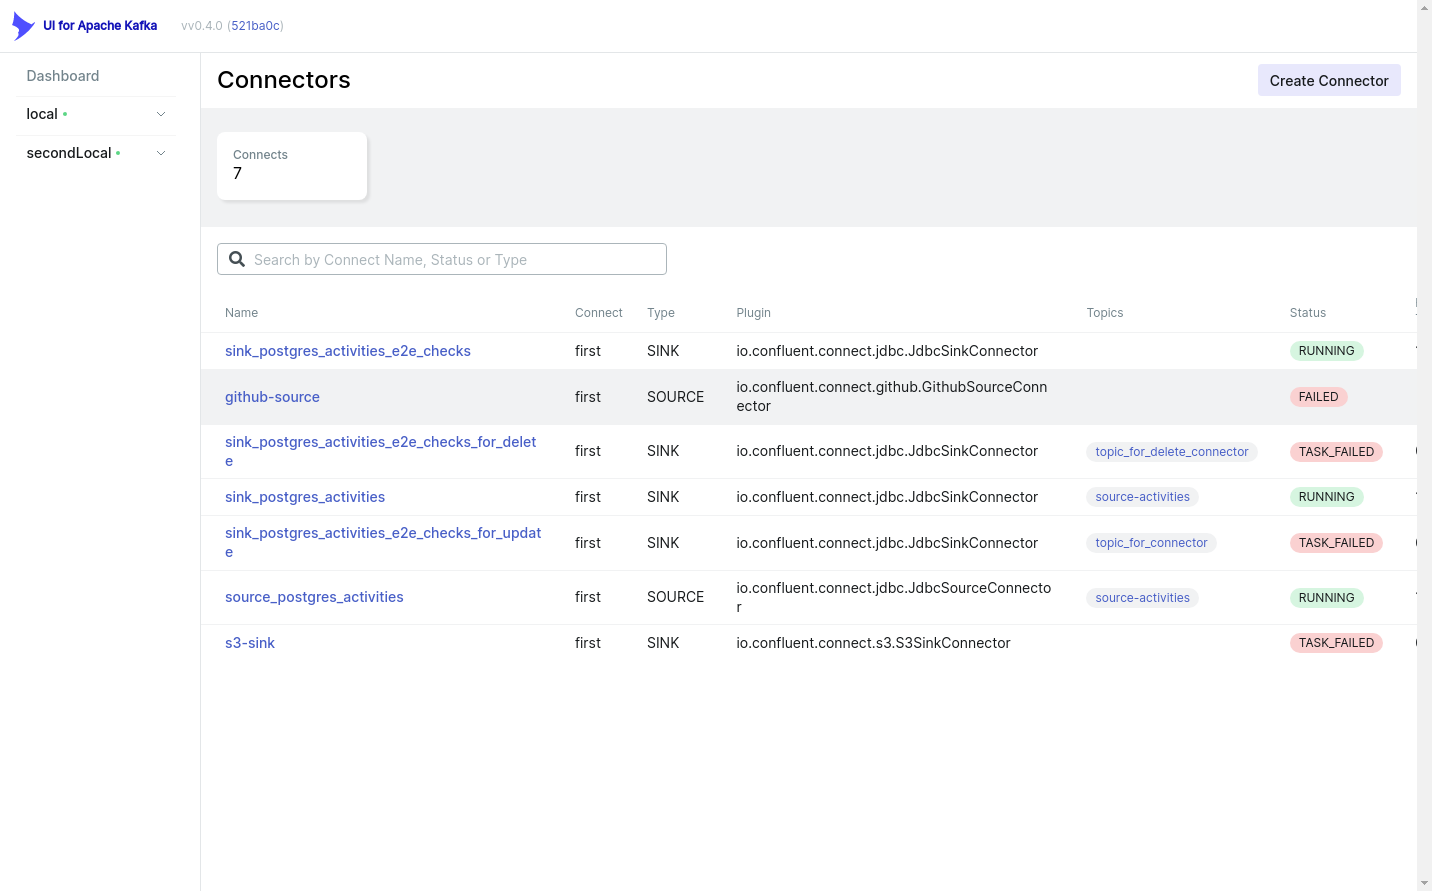 UI for Apache Kafka vv0.4.0 (521ba0c)
Dashboard
local
secondLocal
Connectors
Create Connector
Connects
7
Search by Connect Name, Status or Type
Name Connect Type Plugin Topics Status
sink_postgres_activities_e2e_checks first SINK io.confluent.connect.jdbc.JdbcSinkConnector RUNNING
github-source first SOURCE io.confluent.connect.github.GithubSourceConn
ector FAILED
sink_postgres_activities_e2e_checks_for_delet
e first SINK io.confluent.connect.jdbc.JdbcSinkConnector topic_for_delete_connector TASK_FAILED
sink_postgres_activities first SINK io.confluent.connect.jdbc.JdbcSinkConnector source-activities RUNNING
sink_postgres_activities_e2e_checks_for_updat
e first SINK io.confluent.connect.jdbc.JdbcSinkConnector topic_for_connector TASK_FAILED
source_postgres_activities first SOURCE io.confluent.connect.jdbc.JdbcSourceConnecto
r source-activities RUNNING
s3-sink first SINK io.confluent.connect.s3.S3SinkConnector TASK_FAILED